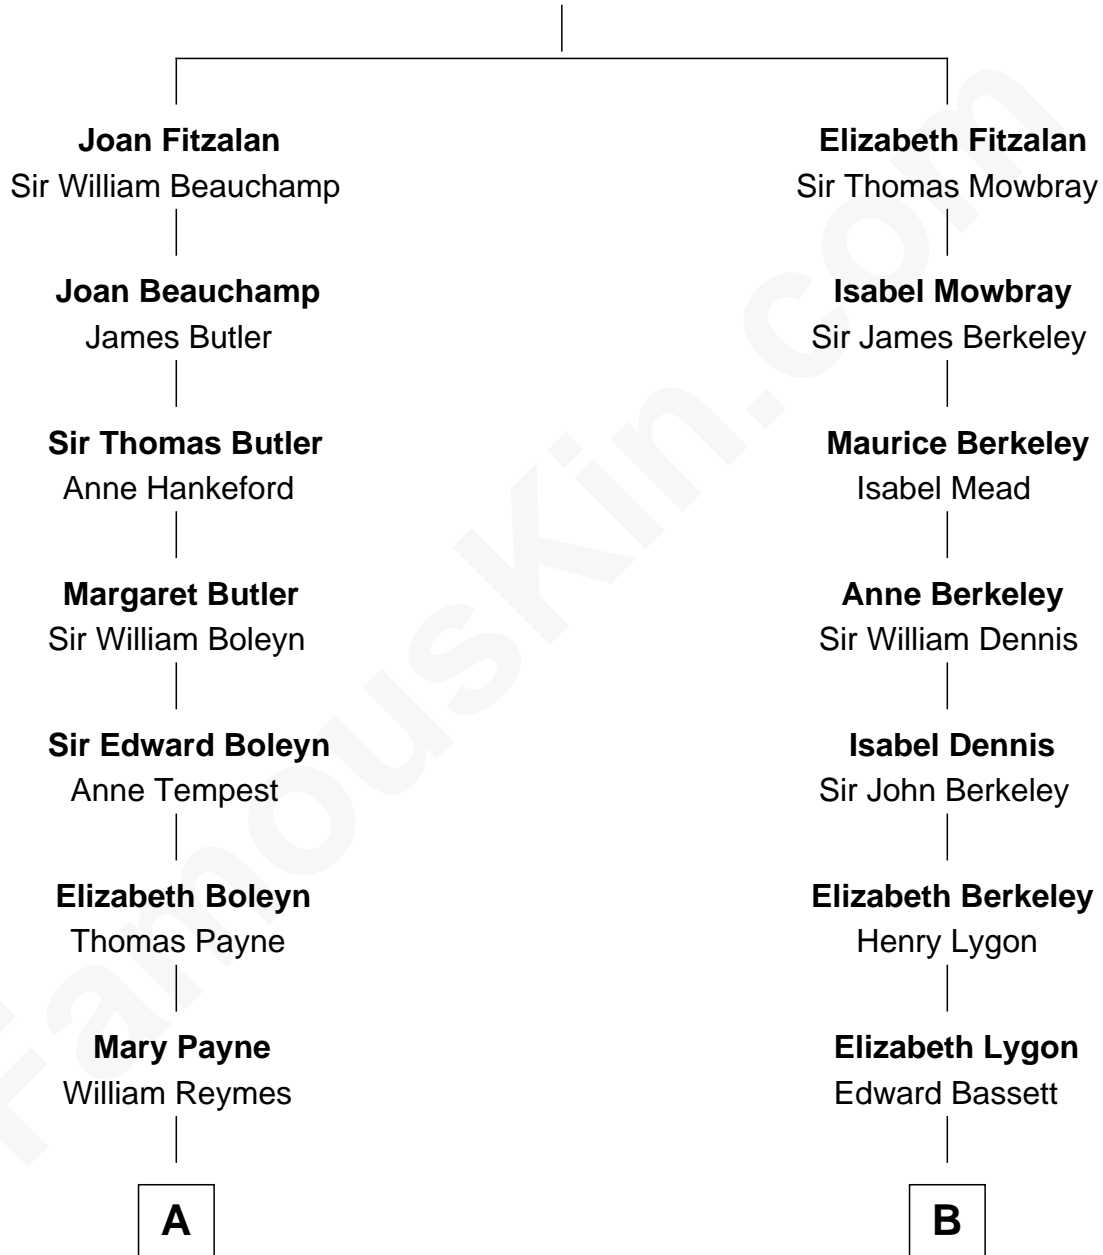 Joan Fitzalan
Sir William Beauchamp
Joan Beauchamp
James Butler
Sir Thomas Butler
Anne Hankeford
Margaret Butler
Sir William Boleyn
Sir Edward Boleyn
Anne Tempest
Elizabeth Boleyn
Thomas Payne
Mary Payne
William Reymes
A
Elizabeth Fitzalan
Sir Thomas Mowbray
Isabel Mowbray
Sir James Berkeley
Maurice Berkeley
Isabel Mead
Anne Berkeley
Sir William Dennis
Isabel Dennis
Sir John Berkeley
Elizabeth Berkeley
Henry Lygon
Elizabeth Lygon
Edward Bassett
B
FamousKin.com